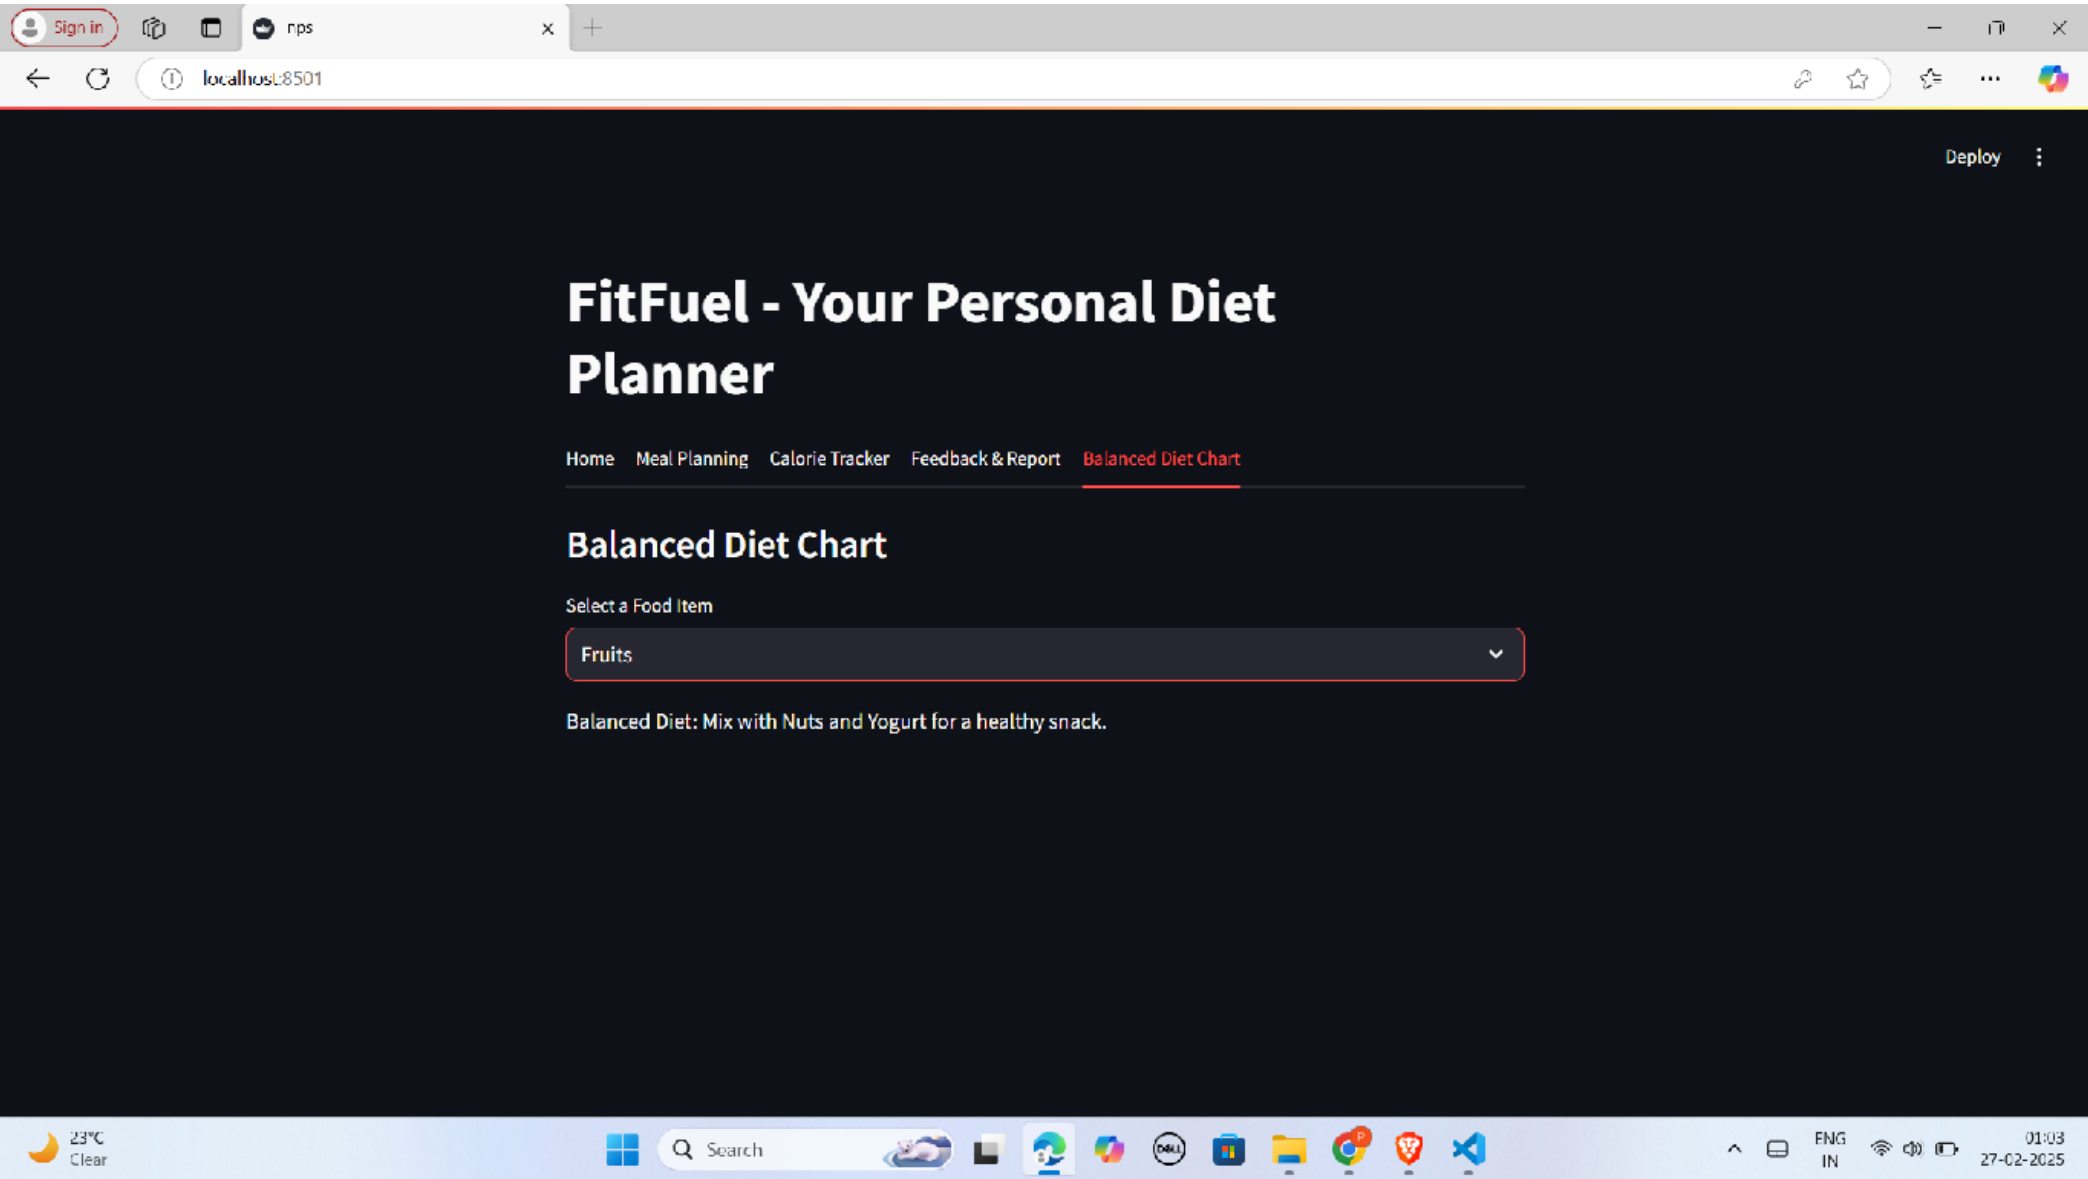 Sign in
nps
localhost:8501
Deploy
FitFuel - Your Personal Diet
Planner
Home Meal Planning Calorie Tracker Feedback & Report Balanced Diet Chart
Balanced Diet Chart
Select a Food Item
Fruits
Balanced Diet: Mix with Nuts and Yogurt for a healthy snack.
23°C
Clear
Search
DELL
P
ENG
IN
01:03
27-02-2025